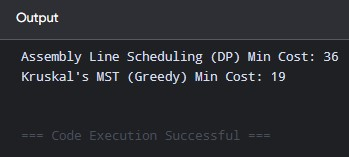 Output
Assembly Line Scheduling (DP) Min Cost: 36
Kruskal's MST (Greedy) Min Cost: 19
=== Code Execution Successful ===